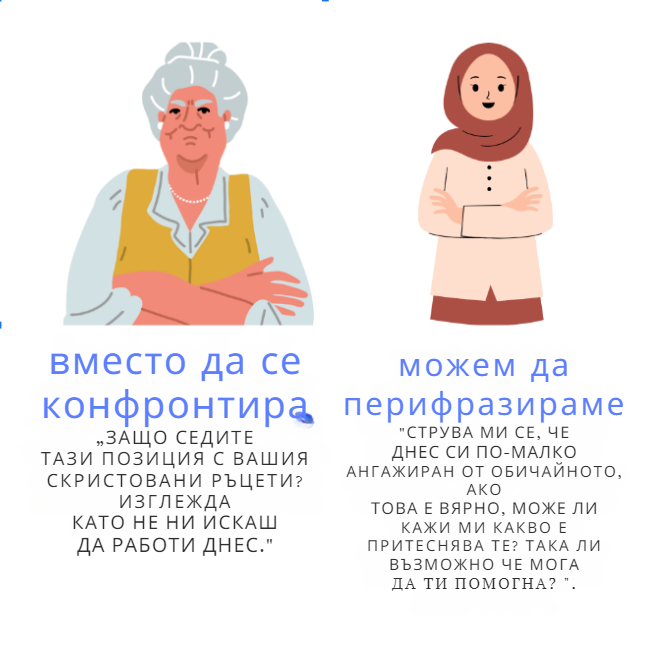 вместо да се
конфронтира
„ЗАЩО СЕДИТЕ
ТАЗИ ПОЗИЦИЯ С ВАШИЯ
СКРИСТОВАНИ РЪЦЕТИ?
ИЗГЛЕЖДА
КАТО НЕ НИ ИСКАШ
ДА РАБОТИ ДНЕС."
можем да
перифразираме
"СТРУВА МИ СЕ, ЧЕ
ДНЕС СИ ПО-МАЛКО
АНГАЖИРАН ОТ ОБИЧАЙНОТО,
АКО
ТОВА Е ВЯРНО, МОЖЕ ЛИ
КАЖИ МИ КАКВО Е
ПРИТЕСНЯВА ТЕ? ТАКА ЛИ
ВЪЗМОЖНО ЧЕ МОГА
ДА ТИ ПОМОГНА? ".